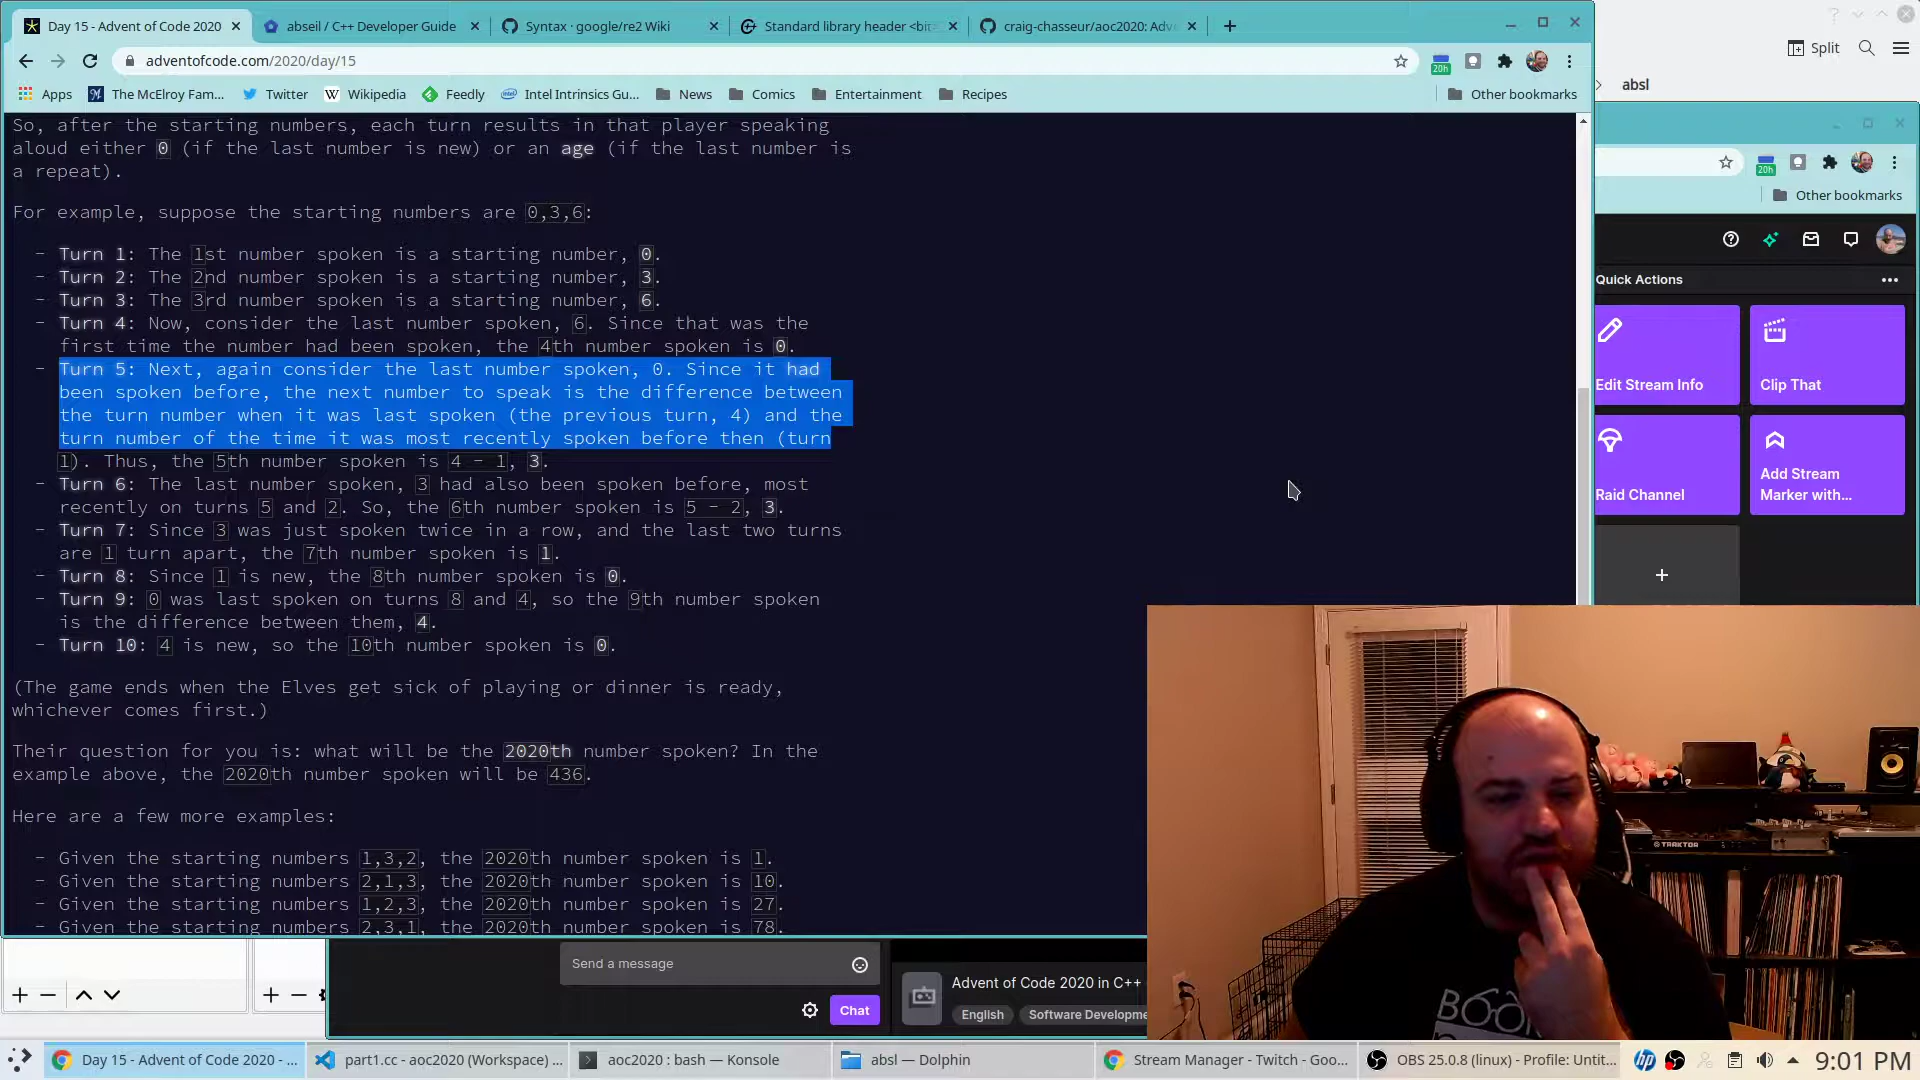 Day 15 - Advent of Code 2020
abseil / C++ Developer Guide
Syntax · google/re2 Wiki
Standard library header <bit>
craig-chasseur/aoc2020: Adv
Split
adventofcode.com/2020/day/15
20h
absl
Apps
The McElroy Fam...
Twitter
Wikipedia
Feedly
Intel Intrinsics Gu...
News
Comics
Entertainment
Recipes
Other bookmarks
20h
Other bookmarks
So, after the starting numbers, each turn results in that player speaking
aloud either 0 (if the last number is new) or an age (if the last number is
a repeat).
For example, suppose the starting numbers are 0,3,6:
- Turn 1: The 1st number spoken is a starting number, 0.
- Turn 2: The 2nd number spoken is a starting number, 3.
- Turn 3: The 3rd number spoken is a starting number, 6.
- Turn 4: Now, consider the last number spoken, 6. Since that was the
first time the number had been spoken, the 4th number spoken is 0.
- Turn 5: Next, again consider the last number spoken, 0. Since it had
been spoken before, the next number to speak is the difference between
the turn number when it was last spoken (the previous turn, 4) and the
turn number of the time it was most recently spoken before then (turn
1). Thus, the 5th number spoken is 4 - 1, 3.
- Turn 6: The last number spoken, 3 had also been spoken before, most
recently on turns 5 and 2. So, the 6th number spoken is 5 - 2, 3.
- Turn 7: Since 3 was just spoken twice in a row, and the last two turns
are 1 turn apart, the 7th number spoken is 1.
- Turn 8: Since 1 is new, the 8th number spoken is 0.
- Turn 9: 0 was last spoken on turns 8 and 4, so the 9th number spoken
is the difference between them, 4.
- Turn 10: 4 is new, so the 10th number spoken is 0.
(The game ends when the Elves get sick of playing or dinner is ready,
whichever comes first.)
Their question for you is: what will be the 2020th number spoken? In the
example above, the 2020th number spoken will be 436.
Here are a few more examples:
- Given the starting numbers 1,3,2, the 2020th number spoken is 1.
- Given the starting numbers 2,1,3, the 2020th number spoken is 10.
- Given the starting numbers 1,2,3, the 2020th number spoken is 27.
- Given the starting numbers 2,3,1, the 2020th number spoken is 78.
Quick Actions
Edit Stream Info
Clip That
Raid Channel
Add Stream
Marker with...
TRAKTOR
Send a message
Chat
Advent of Code 2020 in C++
English
Software Developme
Day 15 - Advent of Code 2020 - ...
part1.cc - aoc2020 (Workspace) ...
aoc2020 : bash — Konsole
absl — Dolphin
Stream Manager - Twitch - Goo...
OBS 25.0.8 (linux) - Profile: Untit...
hp
9:01 PM